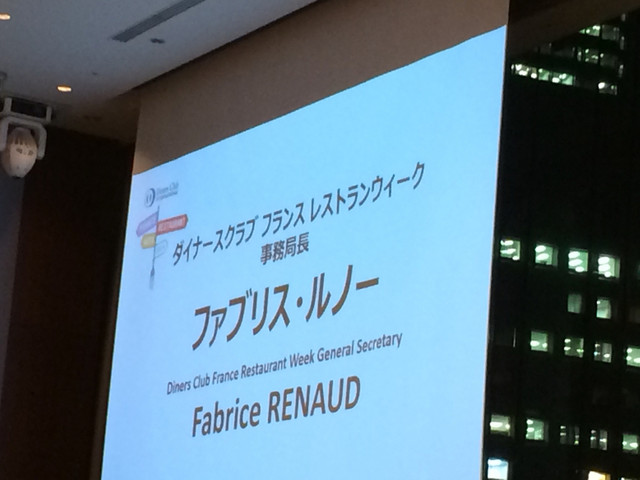 Diners Club
ダイナースクラブ フランス レストランウィーク
事務局長
ファブリス・ルノー
Diners Club France Restaurant Week General Secretary
Fabrice RENAUD